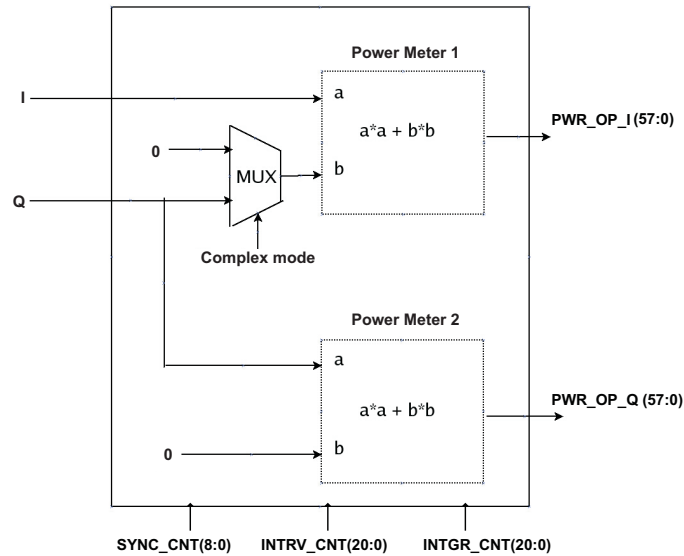 Power Meter 1
I
a
PWR_OP_I (57:0)
a*a + b*b
0
b
MUX
Q
Complex mode
Power Meter 2
a
PWR_OP_Q (57:0)
a*a + b*b
0
b
SYNC_CNT(8:0) INTRV_CNT(20:0) INTGR_CNT(20:0)